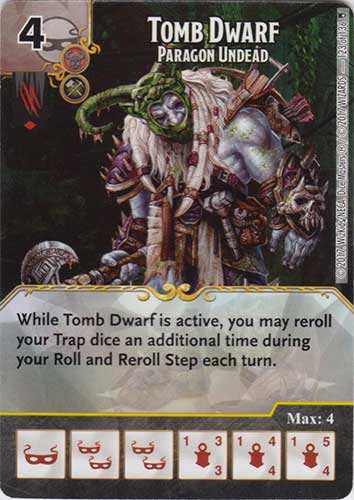 4
TOMB DWARF
PARAGON UNDEAD
While Tomb Dwarf is active, you may reroll
your Trap dice an additional time during
your Roll and Reroll Step each turn.
Max: 4
1 3 3
1 4 4
1 5 4